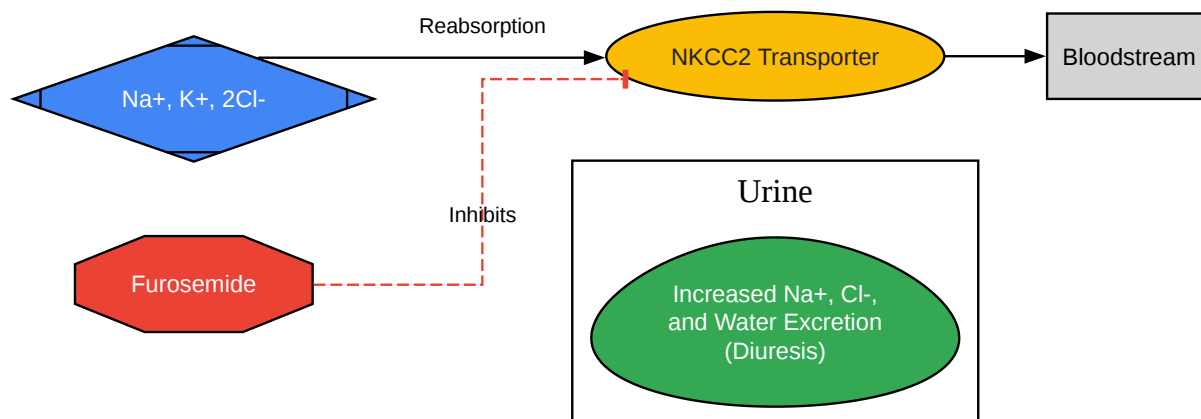 Reabsorption
Na+, K+, 2Cl-
NKCC2 Transporter
Bloodstream
Inhibits
Furosemide
Urine
Increased Na+, Cl-,
and Water Excretion
(Diuresis)